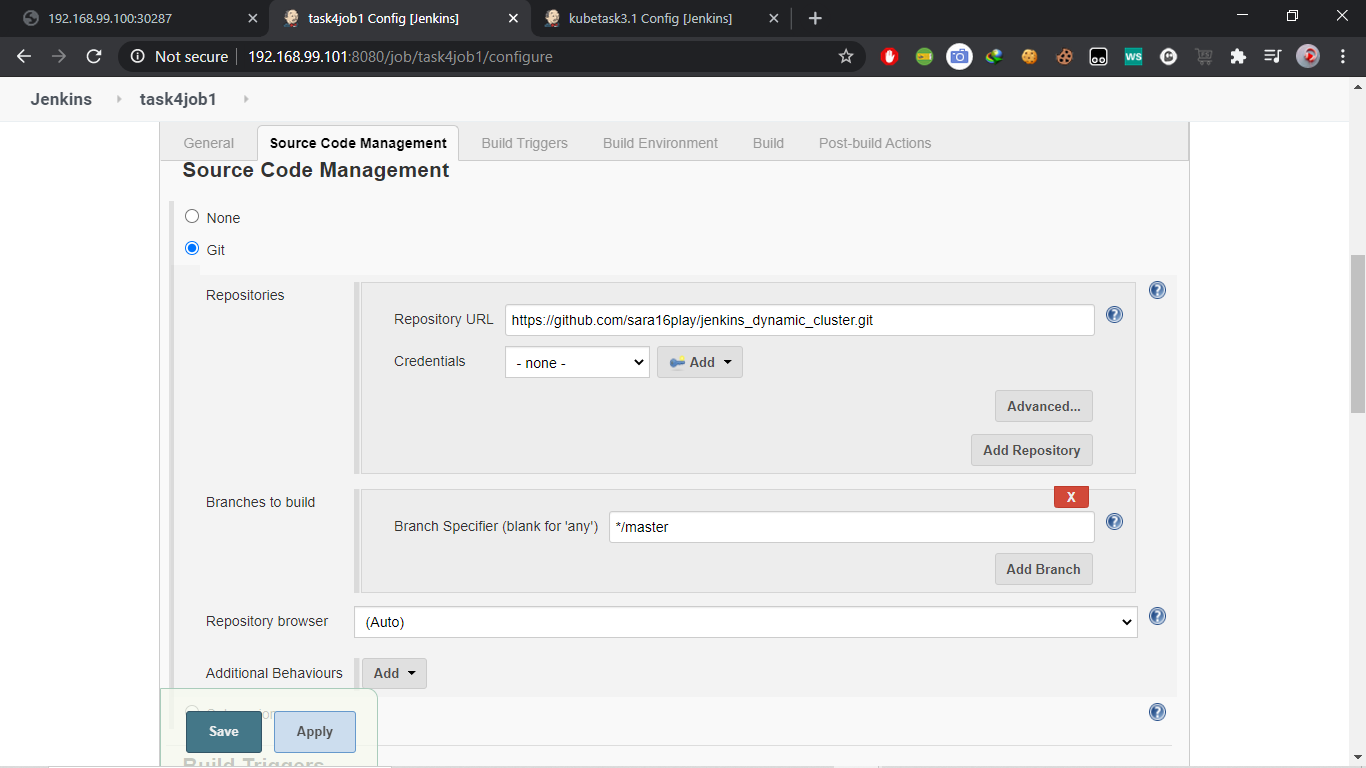 192.168.99.100:30287
task4job1 Config [Jenkins]
kubetask3.1 Config [Jenkins]
Not secure
192.168.99.101:8080/job/task4job1/configure
WS
Jenkins
task4job1
General
Source Code Management
Build Triggers
Build Environment
Build
Post-build Actions
Source Code Management
None
Git
Repositories
Repository URL
https://github.com/sara16play/jenkins_dynamic_cluster.git
Credentials
- none -
Add
Advanced...
Add Repository
Branches to build
X
Branch Specifier (blank for 'any')
*/master
Add Branch
Repository browser
(Auto)
Additional Behaviours
Add
Save
Apply
Build Triggers